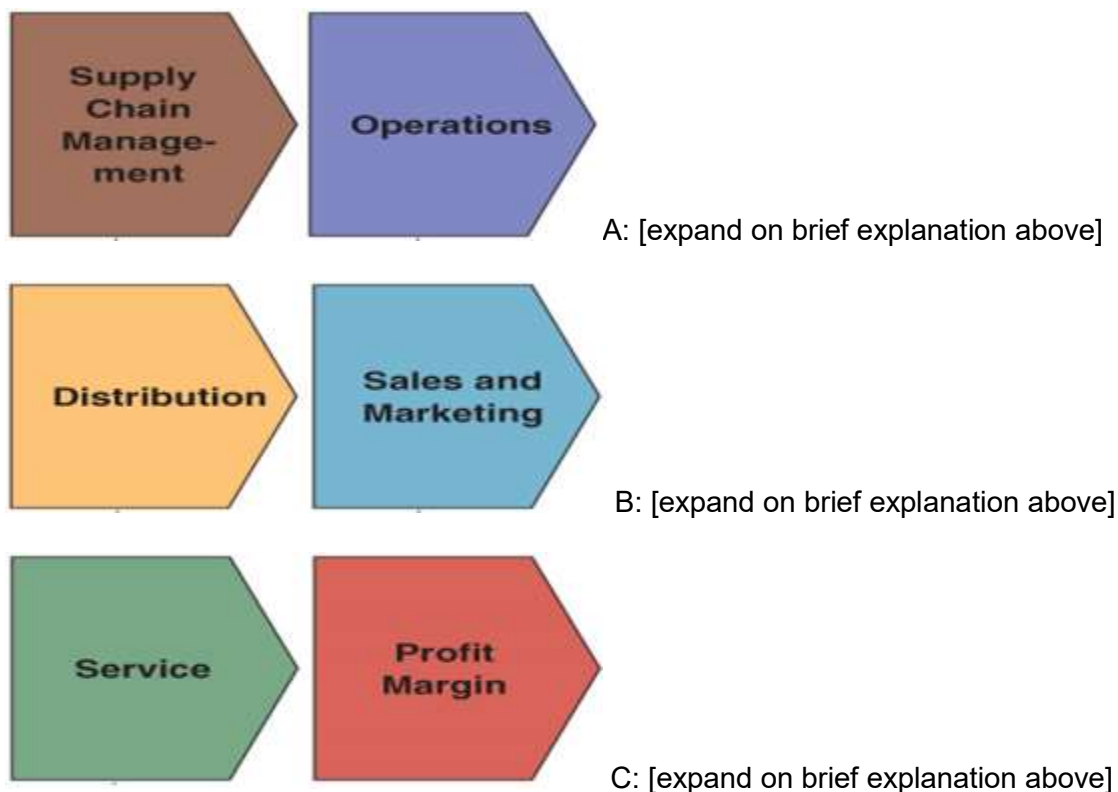 Supply
Chain
Manage-
ment
Operations
A: [expand on brief explanation above]
Distribution
Sales and
Marketing
B: [expand on brief explanation above]
Service
Profit
Margin
C: [expand on brief explanation above]